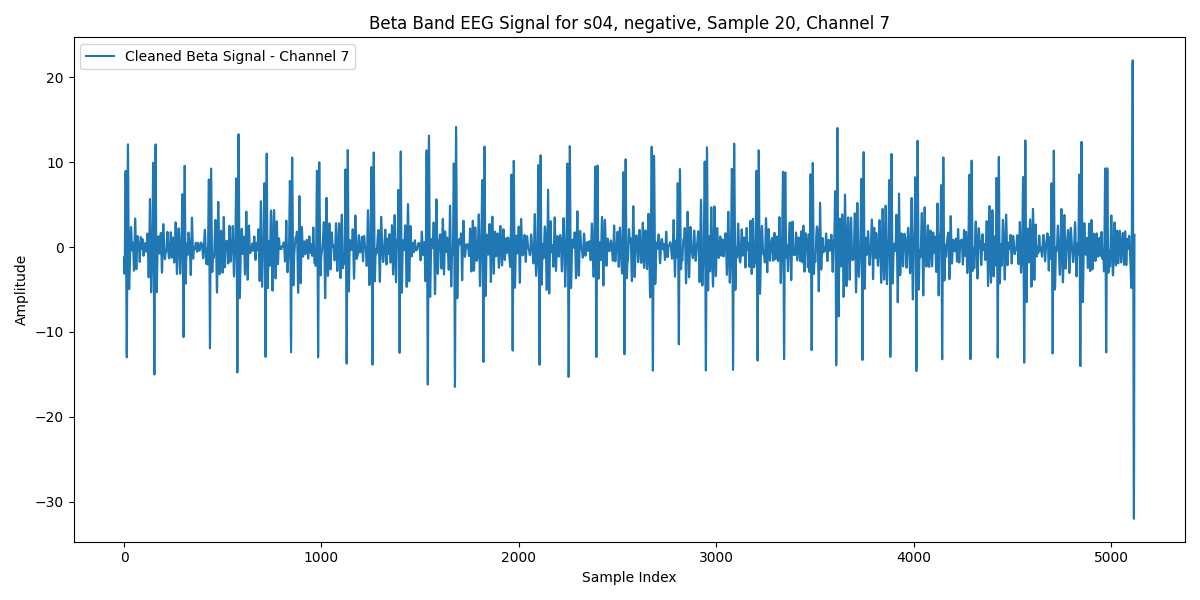 Beta Band EEG Signal for s04, negative, Sample 20, Channel 7
Cleaned Beta Signal - Channel 7
Amplitude
20
10
0
−10
−20
−30
0 1000 2000 3000 4000 5000
Sample Index